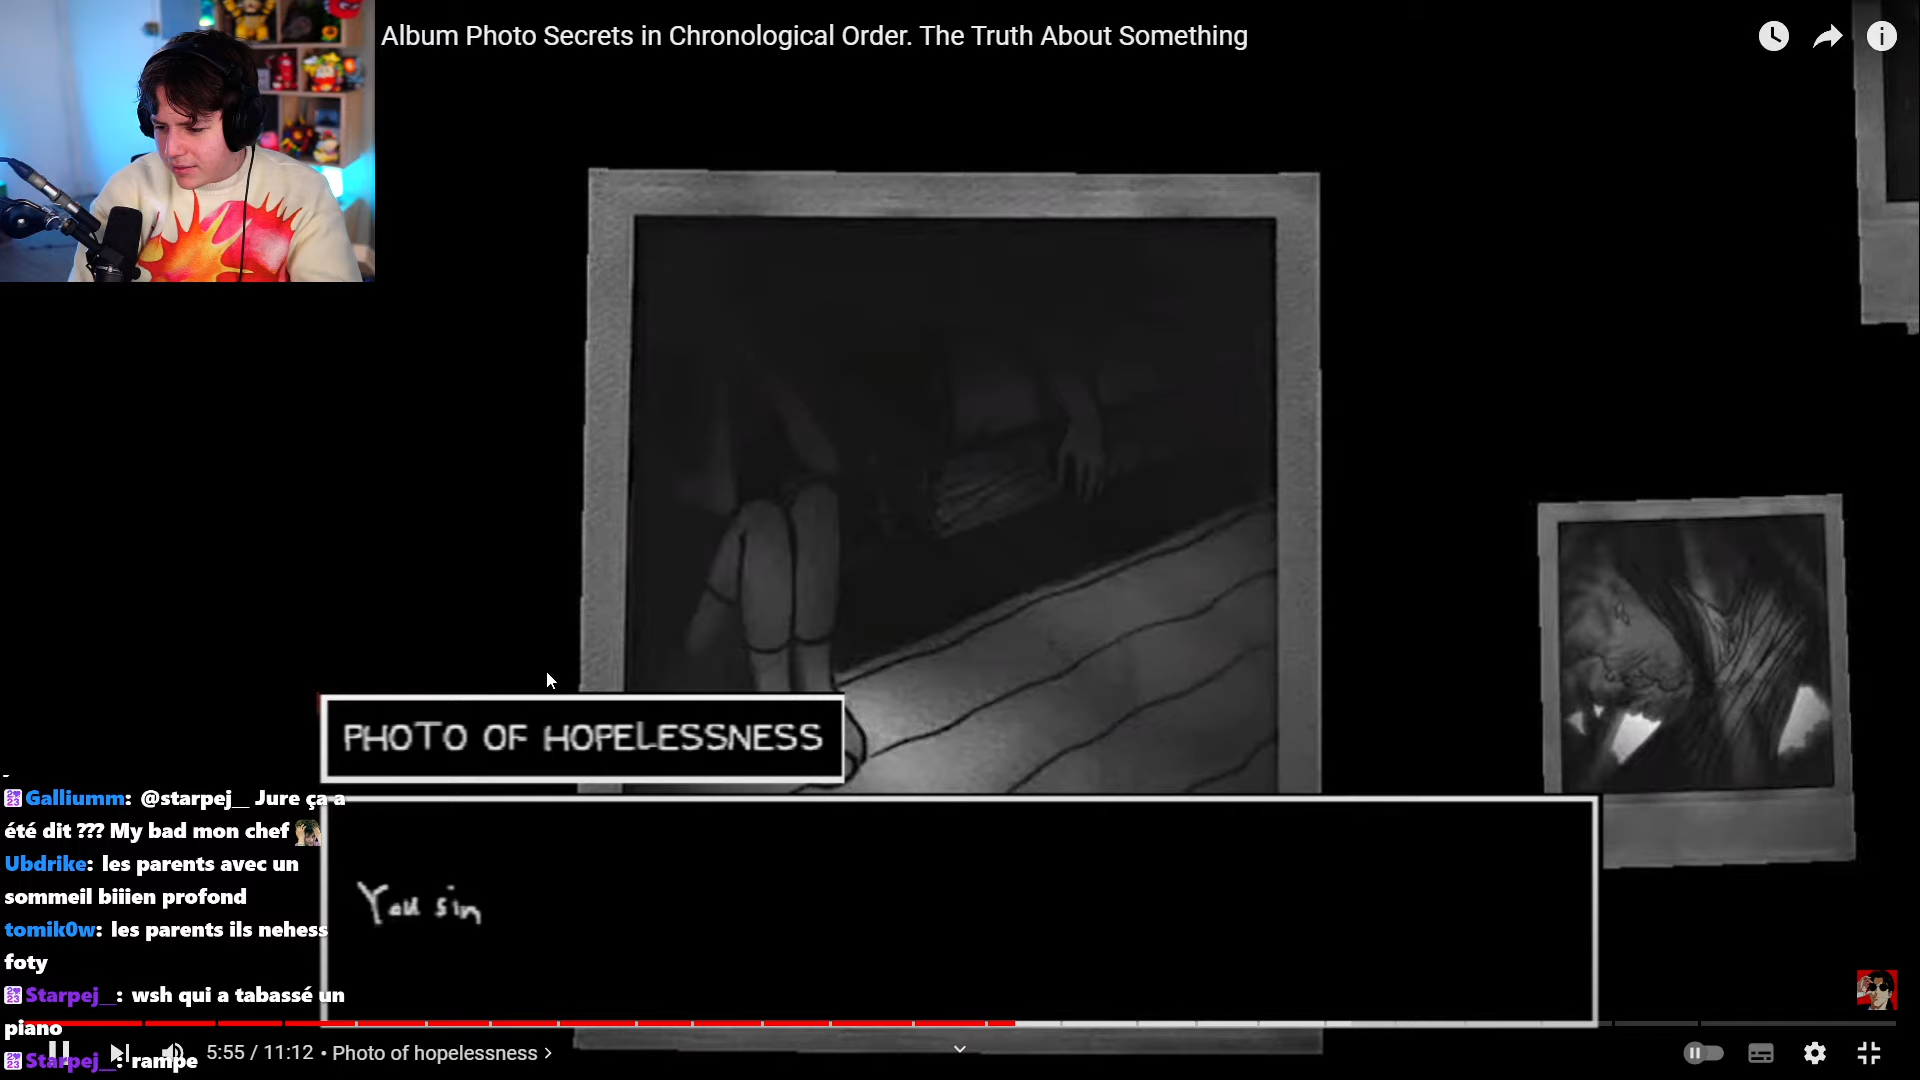 Album Photo Secrets in Chronological Order. The Truth About Something
PHOTO OF HOPELESSNESS
You sin
Galliumm: @starpej__ Jure ça a
été dit ??? My bad mon chef
Ubdrike: les parents avec un
sommeil biiien profond
tomik0w: les parents ils nehess
foty
Starpej__: wsh qui a tabassé un
piano
Starpej__: rampe
5:55 / 11:12 • Photo of hopelessness >